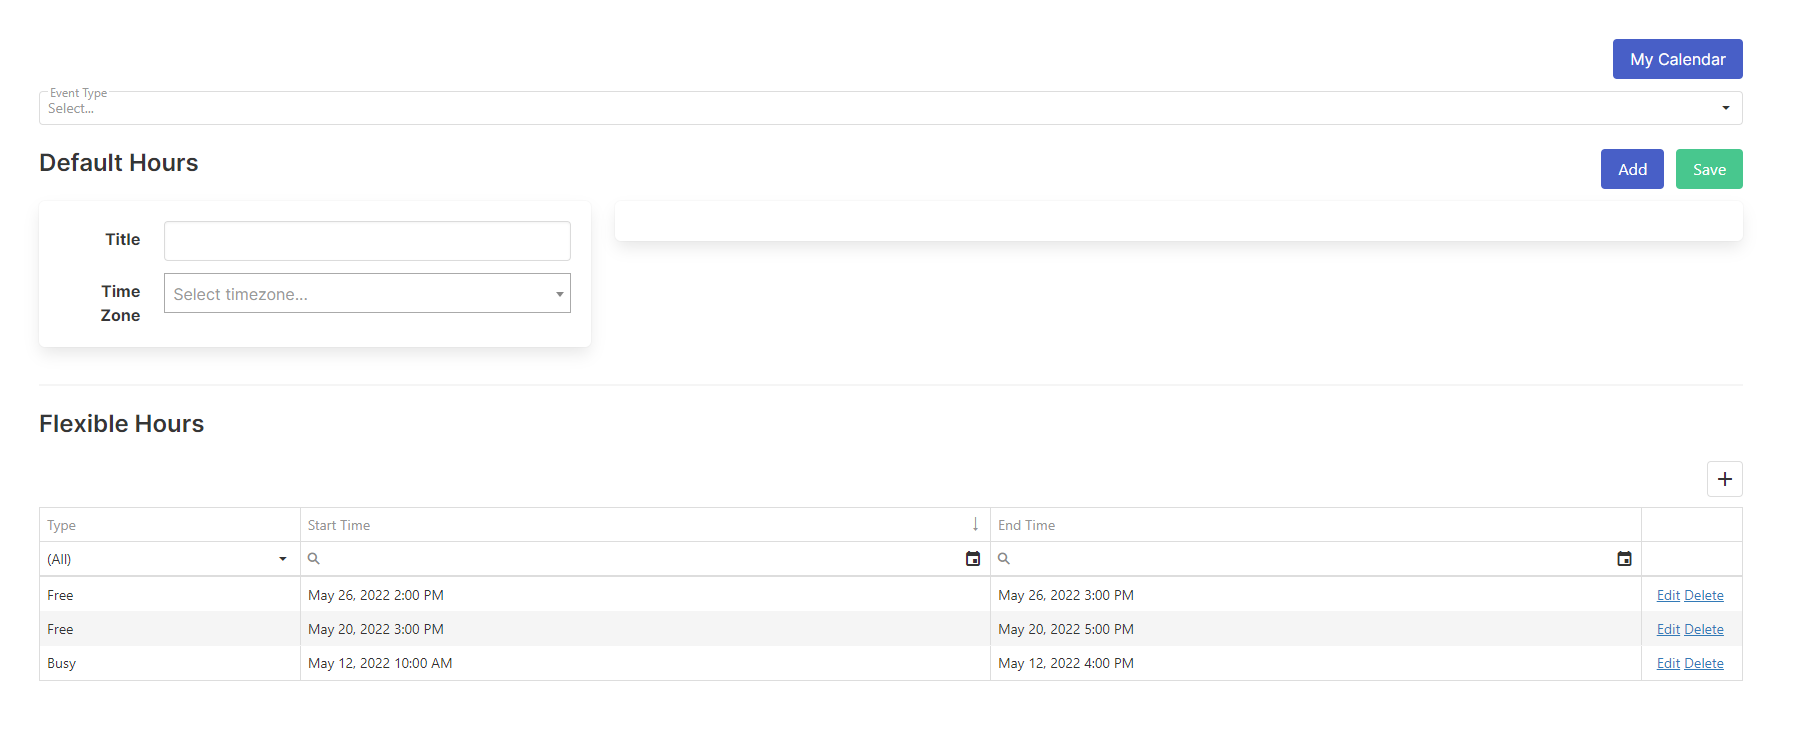 My Calendar
Event Type
Select...
Default Hours
Add Save
Title
Time Zone
Select timezone...
Flexible Hours
+
Type Start Time ↓ End Time
(All)
Free May 26, 2022 2:00 PM May 26, 2022 3:00 PM Edit Delete
Free May 20, 2022 3:00 PM May 20, 2022 5:00 PM Edit Delete
Busy May 12, 2022 10:00 AM May 12, 2022 4:00 PM Edit Delete